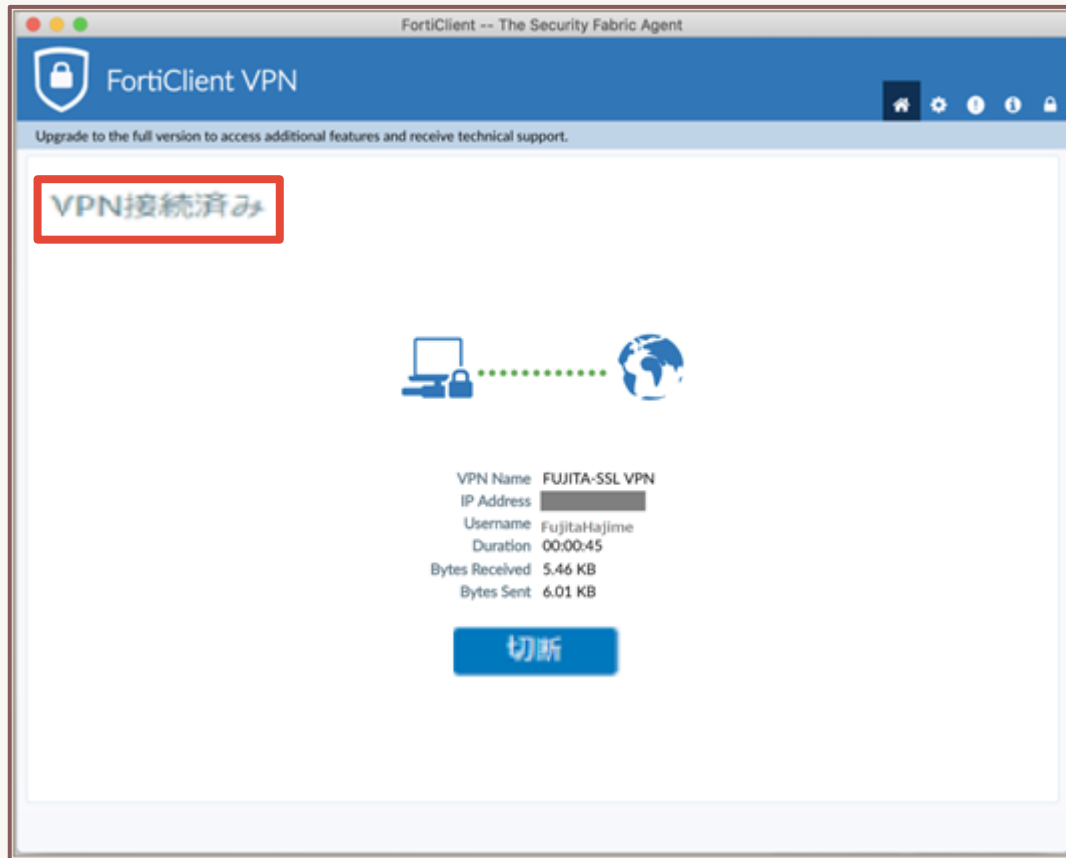 FortiClient -- The Security Fabric Agent
FortiClient VPN
Upgrade to the full version to access additional features and receive technical support.
VPN接続済み
VPN Name FUJITA-SSL VPN
IP Address
Username FujitaHajime
Duration 00:00:45
Bytes Received 5.46 KB
Bytes Sent 6.01 KB
切断